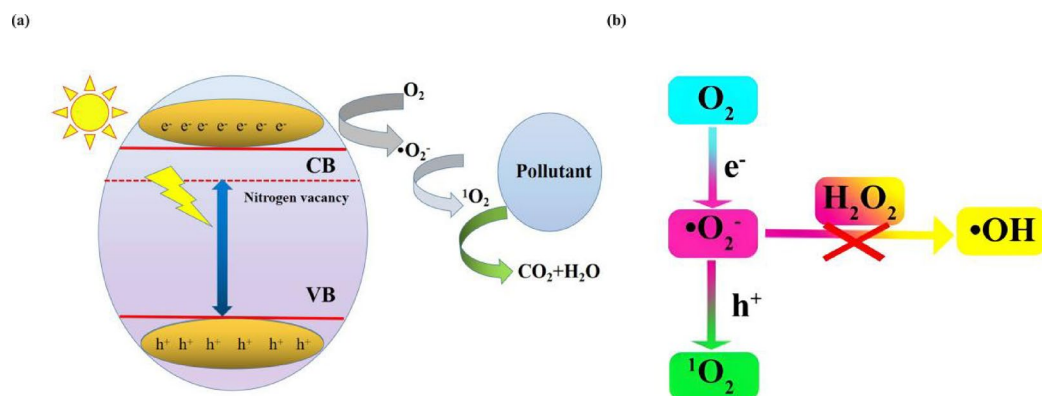 (a)
e⁻ e⁻ e⁻ e⁻ e⁻ e⁻ e⁻
CB
Nitrogen vacancy
VB
h⁺ h⁺ h⁺ h⁺ h⁺ h⁺
O₂
•O₂⁻
¹O₂
Pollutant
CO₂+H₂O
(b)
O₂
e⁻
•O₂⁻
H₂O₂
•OH
h⁺
¹O₂